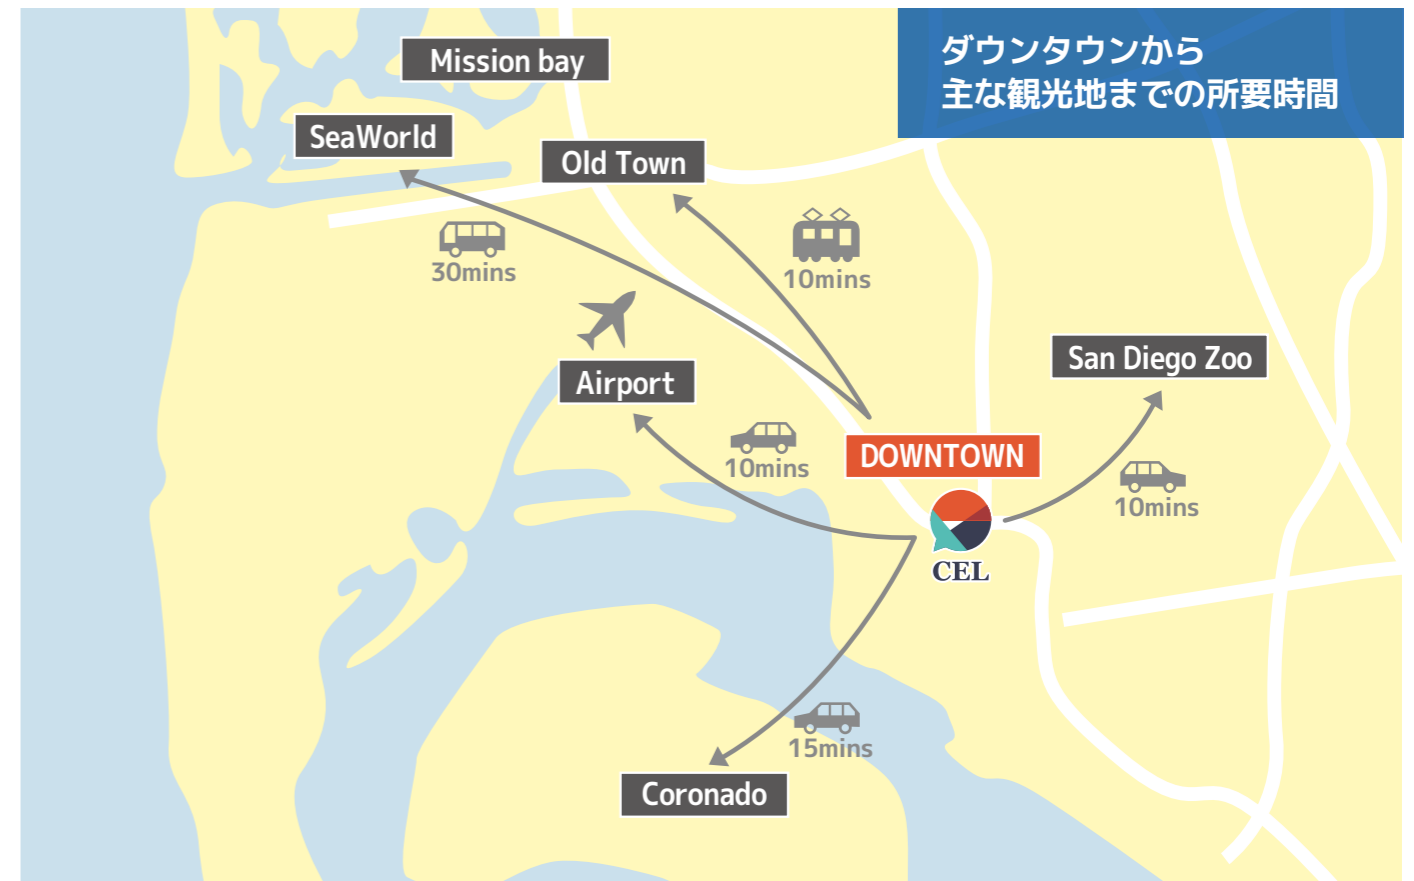 ダウンタウンから
主な観光地までの所要時間
Mission bay
SeaWorld
Old Town
30mins
10mins
Airport
San Diego Zoo
10mins
DOWNTOWN
10mins
CEL
15mins
Coronado